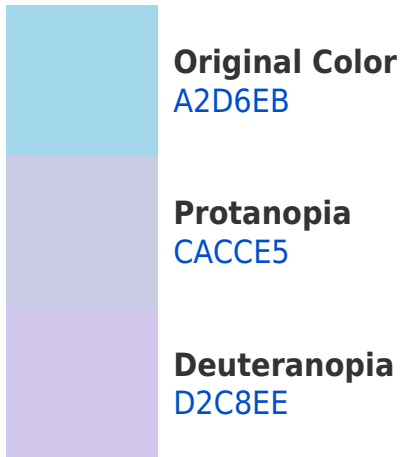 Original Color
A2D6EB
Protanopia
CACCE5
Deuteranopia
D2C8EE